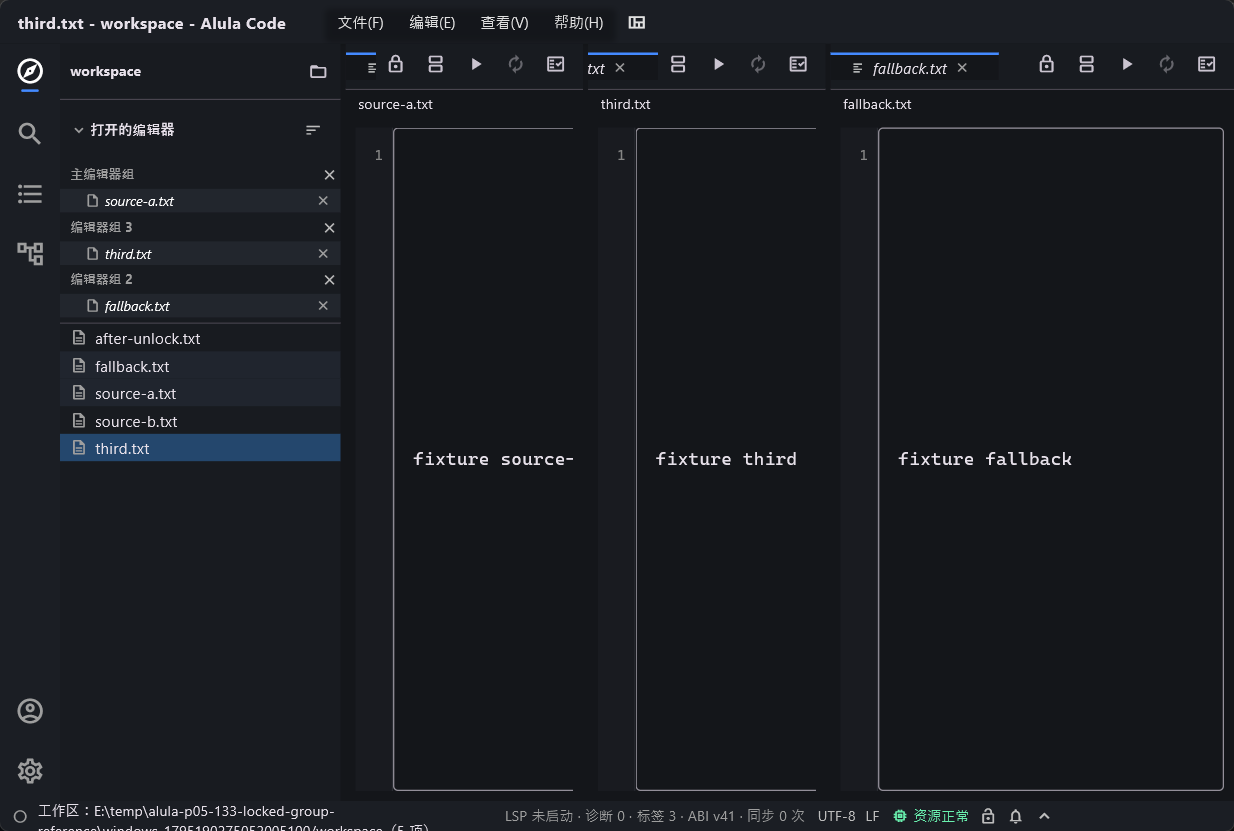 third.txt - workspace - Alula Code
文件(F) 编辑(E) 查看(V) 帮助(H)
workspace
打开的编辑器
主编辑器组
source-a.txt
编辑器组 3
third.txt
编辑器组 2
fallback.txt
after-unlock.txt
fallback.txt
source-a.txt
source-b.txt
third.txt
source-a.txt
1
fixture source-
txt
third.txt
1
fixture third
fallback.txt
fallback.txt
1
fixture fallback
工作区：E:\temp\alula-p05-133-locked-group-
LSP 未启动 · 诊断 0 · 标签 3 · ABI v41 · 同步 0 次 UTF-8 LF 资源正常